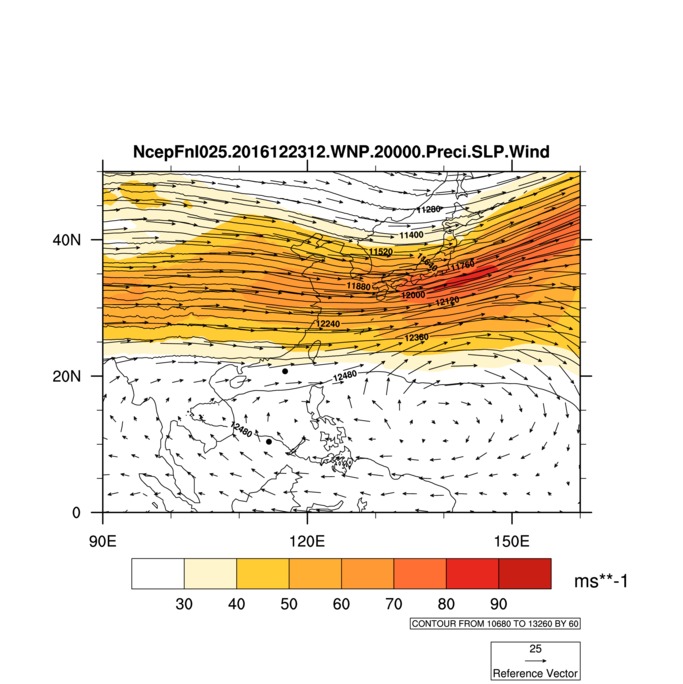 NcepFnl025.2016122312.WNP.20000.Preci.SLP.Wind
11280
40N
11400
11520
11640
11760
11880
12000
12120
12240
12360
20N
12480
12480
0
90E 120E 150E
ms**-1
30 40 50 60 70 80 90
CONTOUR FROM 10680 TO 13260 BY 60
25
Reference Vector